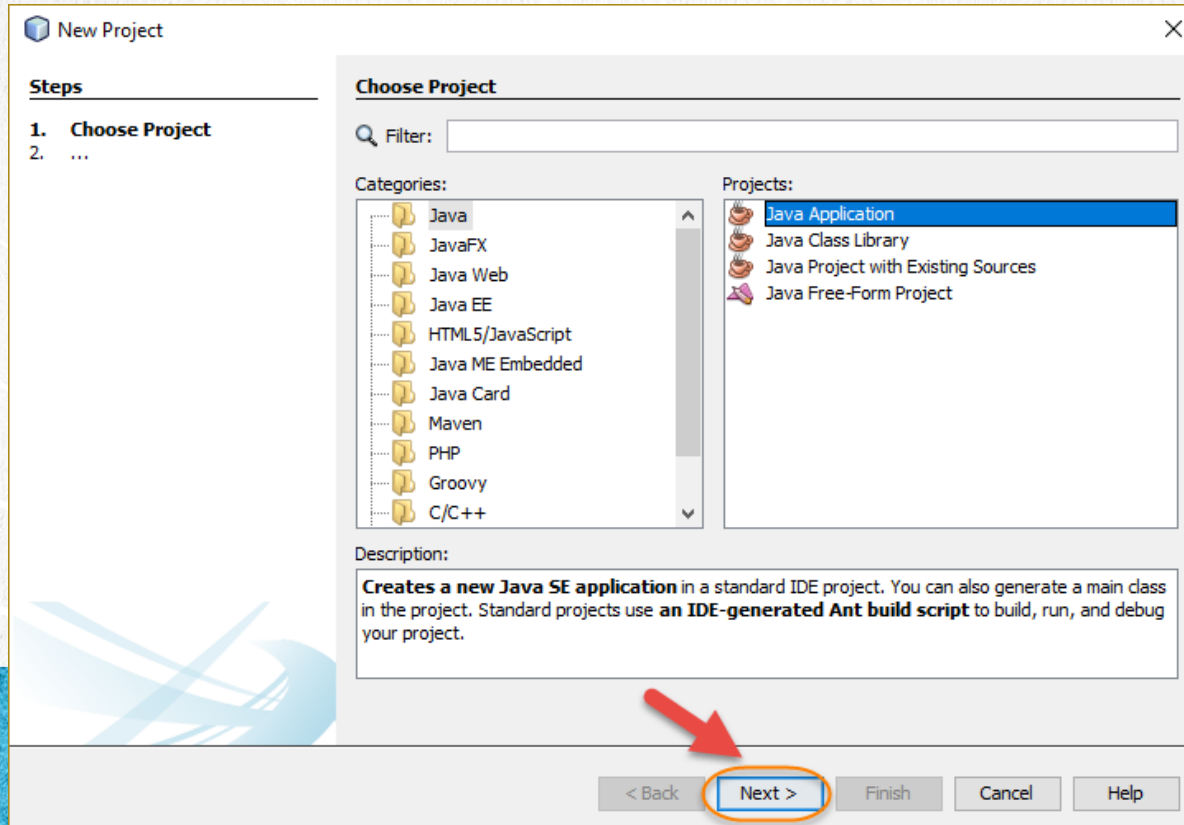 New Project
Steps
1. Choose Project
2. ...
Choose Project
Filter:
Categories:
Java
JavaFX
Java Web
Java EE
HTML5/JavaScript
Java ME Embedded
Java Card
Maven
PHP
Groovy
C/C++
Projects:
Java Application
Java Class Library
Java Project with Existing Sources
Java Free-Form Project
Description:
Creates a new Java SE application in a standard IDE project. You can also generate a main class
in the project. Standard projects use an IDE-generated Ant build script to build, run, and debug
your project.
< Back Next > Finish Cancel Help